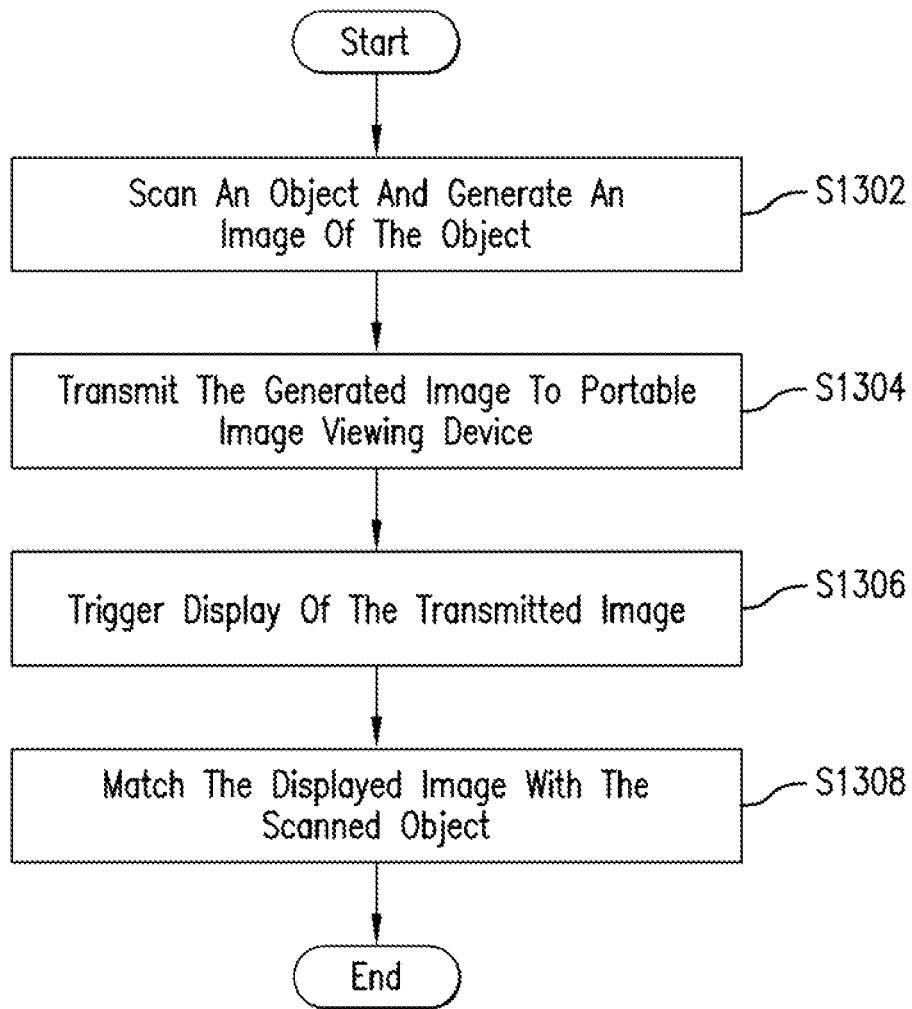 Start
Scan An Object And Generate An
Image Of The Object
S1302
Transmit The Generated Image To Portable
Image Viewing Device
S1304
Trigger Display Of The Transmitted Image
S1306
Match The Displayed Image With The
Scanned Object
S1308
End